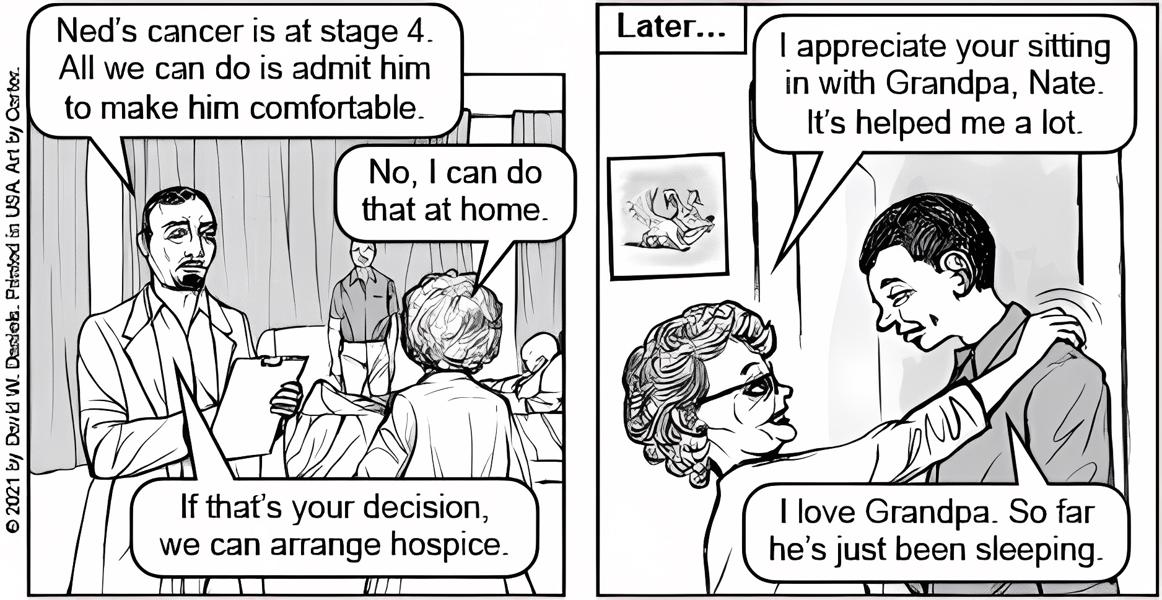 Ned's cancer is at stage 4.
All we can do is admit him
to make him comfortable.
No, I can do
that at home.
If that's your decision,
we can arrange hospice.
© 2021 by David W. Daniels. Printed in USA. Art by Carter.
Later...
I appreciate your sitting
in with Grandpa, Nate.
It's helped me a lot.
I love Grandpa. So far
he's just been sleeping.